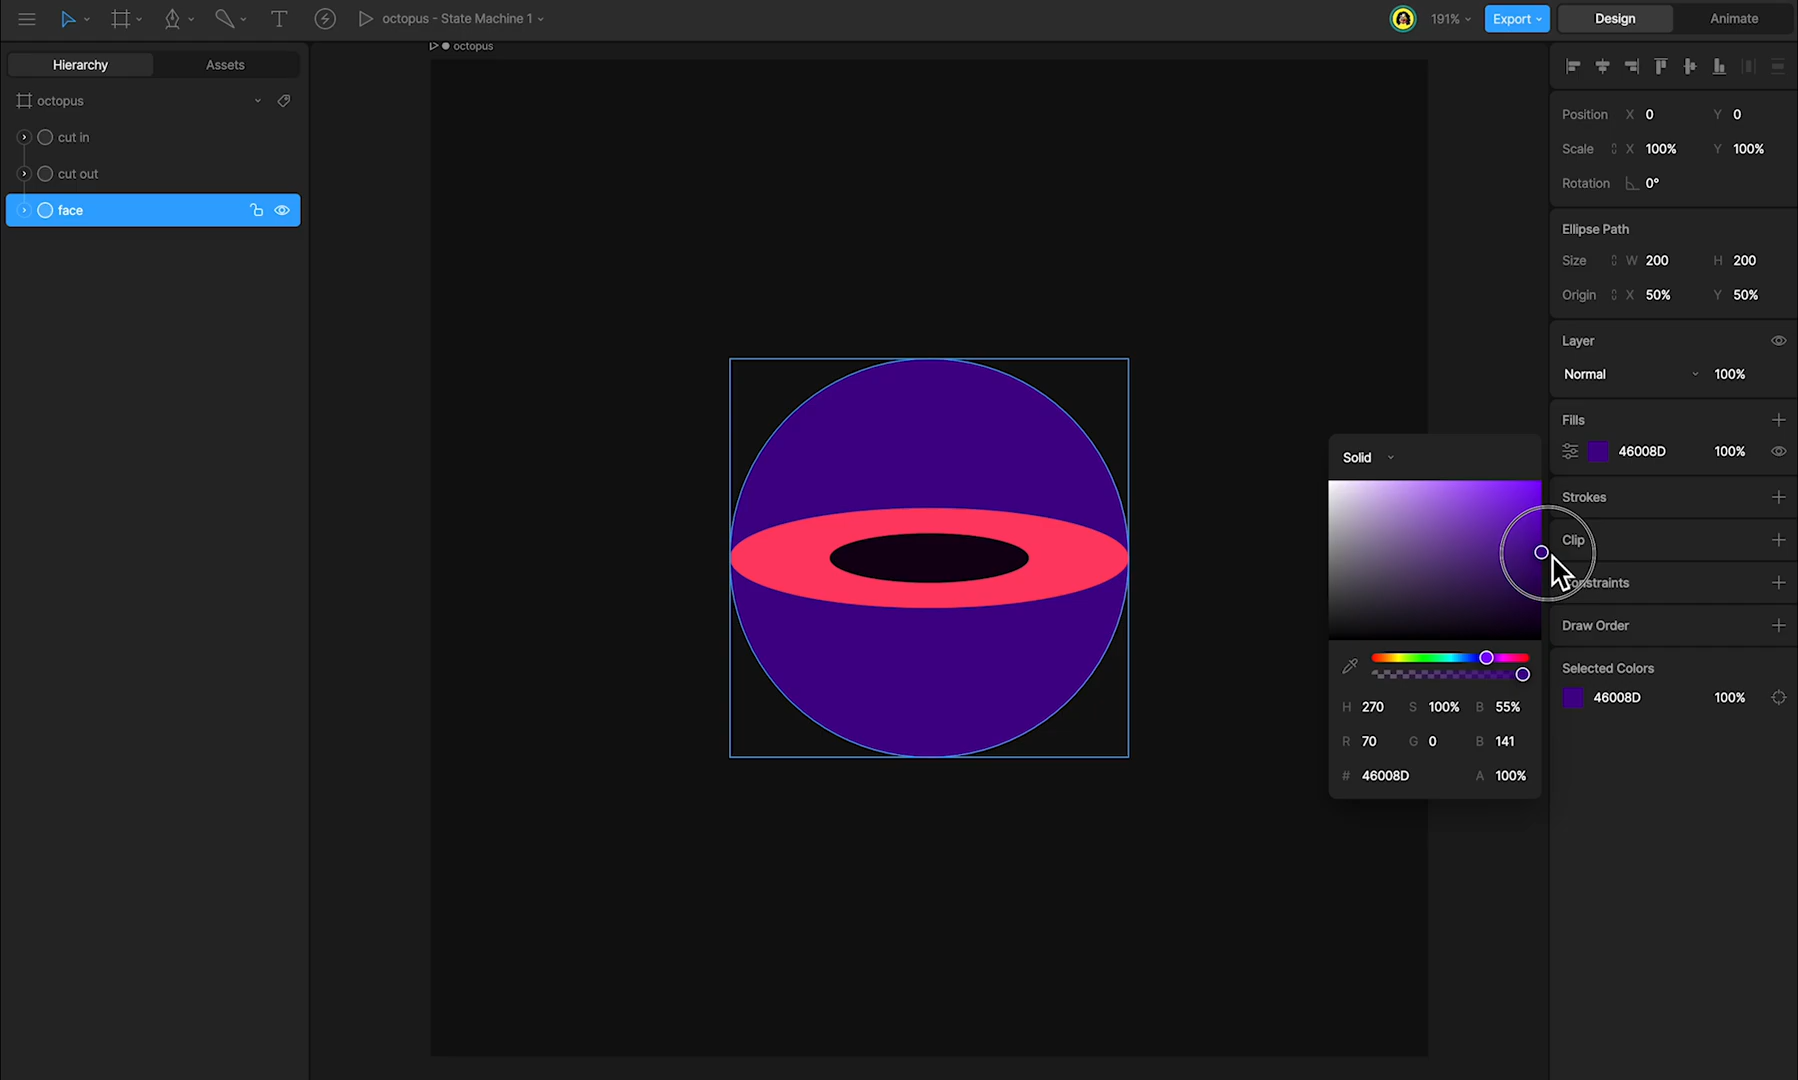 octopus - State Machine 1
191%
Export
Design
Animate
Hierarchy
Assets
octopus
octopus
cut in
cut out
face
Position X 0 Y 0
Scale X 100% Y 100%
Rotation 0°
Ellipse Path
Size W 200 H 200
Origin X 50% Y 50%
Layer
Normal 100%
Fills
46008D 100%
Strokes
Clip
Draw Order
Selected Colors
46008D 100%
Solid
H 270 S 100% B 55%
R 70 G 0 B 141
# 46008D A 100%